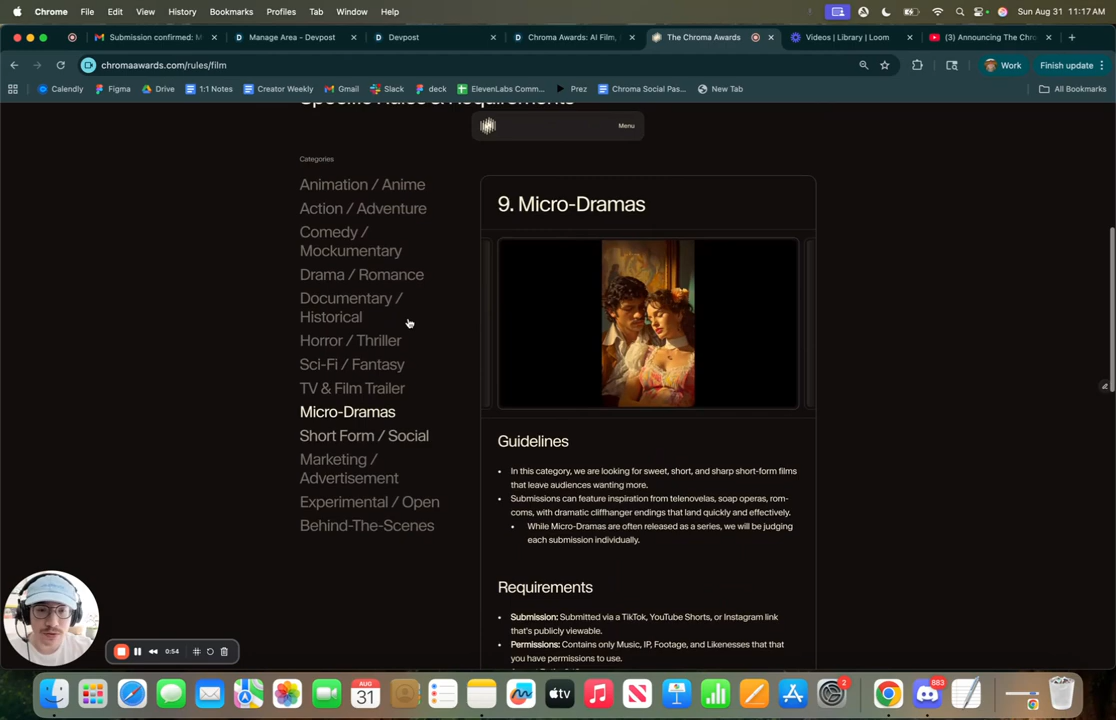 Chrome File Edit View History Bookmarks Profiles Tab Window Help Sun Aug 31 11:17 AM
Submission confirmed: M Manage Area - Devpost Devpost Chroma Awards: AI Film, The Chroma Awards Videos | Library | Loom (3) Announcing The Chro
chromaawards.com/rules/film Work Finish update
Calendly Figma Drive 1:1 Notes Creator Weekly Gmail Slack deck ElevenLabs Comm... Prez Chroma Social Pas... New Tab All Bookmarks
Specific Rules & Requirements
Menu
Categories
Animation / Anime
Action / Adventure
Comedy /
Mockumentary
Drama / Romance
Documentary /
Historical
Horror / Thriller
Sci-Fi / Fantasy
TV & Film Trailer
Micro-Dramas
Short Form / Social
Marketing /
Advertisement
Experimental / Open
Behind-The-Scenes
9. Micro-Dramas
Guidelines
• In this category, we are looking for sweet, short, and sharp short-form films
that leave audiences wanting more.
• Submissions can feature inspiration from telenovelas, soap operas, rom-
coms, with dramatic cliffhanger endings that land quickly and effectively.
• While Micro-Dramas are often released as a series, we will be judging
each submission individually.
Requirements
• Submission: Submitted via a TikTok, YouTube Shorts, or Instagram link
that's publicly viewable.
• Permissions: Contains only Music, IP, Footage, and Likenesses that that
you have permissions to use.
0:54
AUG
31
tv
2
883